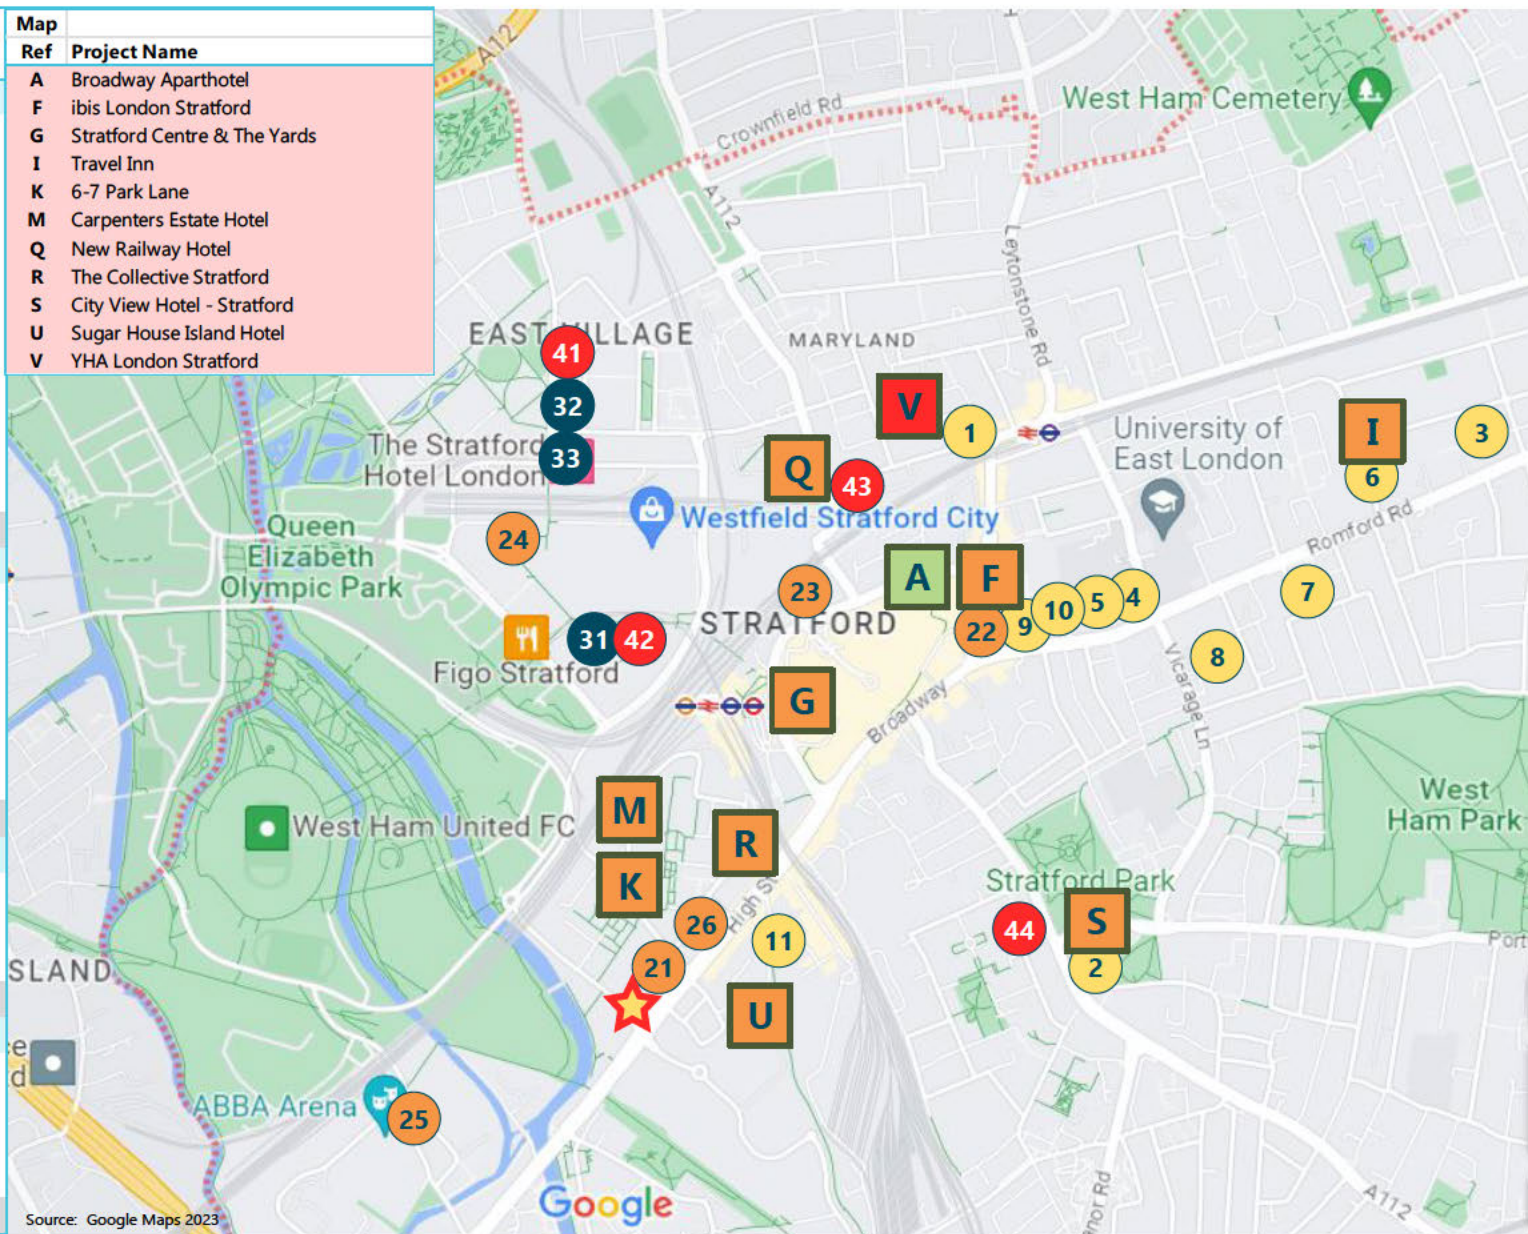 Map
Ref Project Name
A Broadway Aparthotel
F ibis London Stratford
G Stratford Centre & The Yards
I Travel Inn
K 6-7 Park Lane
M Carpenters Estate Hotel
Q New Railway Hotel
R The Collective Stratford
S City View Hotel - Stratford
U Sugar House Island Hotel
V YHA London Stratford
A12
Crownfield Rd
West Ham Cemetery
A112
Leytonstone Rd
EAST VILLAGE
MARYLAND
41
32
V
1
I
3
The Stratford
Hotel London
33
University of
East London
6
Q
43
Westfield Stratford City
24
Queen
Elizabeth
Olympic Park
Romford Rd
A
F
23
10
5
4
7
STRATFORD
22
9
31
42
8
Figo Stratford
Vicarage Ln
G
Broadway
West
Ham Park
M
West Ham United FC
R
K
Stratford Park
High St
26
11
44
S
Port
SLAND
21
2
U
e
d
ABBA Arena
25
Google
anor Rd
A112
Source: Google Maps 2023